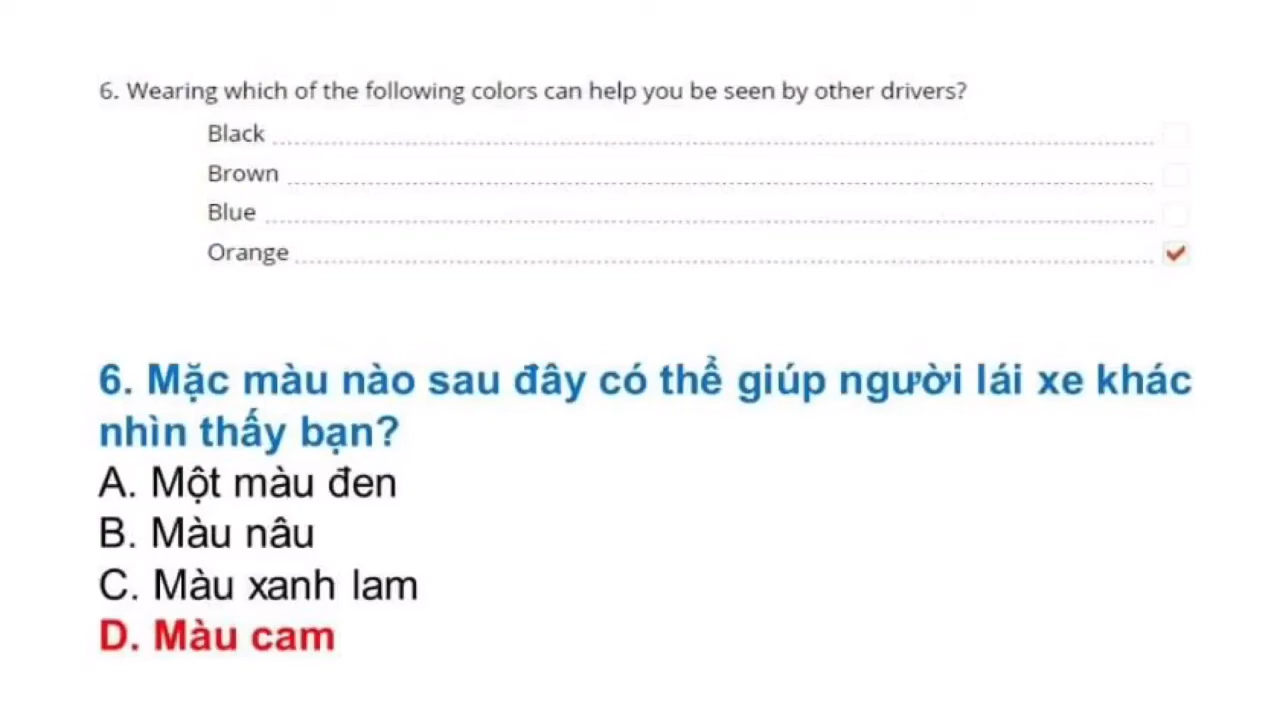 6. Wearing which of the following colors can help you be seen by other drivers?
Black
Brown
Blue
Orange
6. Mặc màu nào sau đây có thể giúp người lái xe khác
nhìn thấy bạn?
A. Một màu đen
B. Màu nâu
C. Màu xanh lam
D. Màu cam